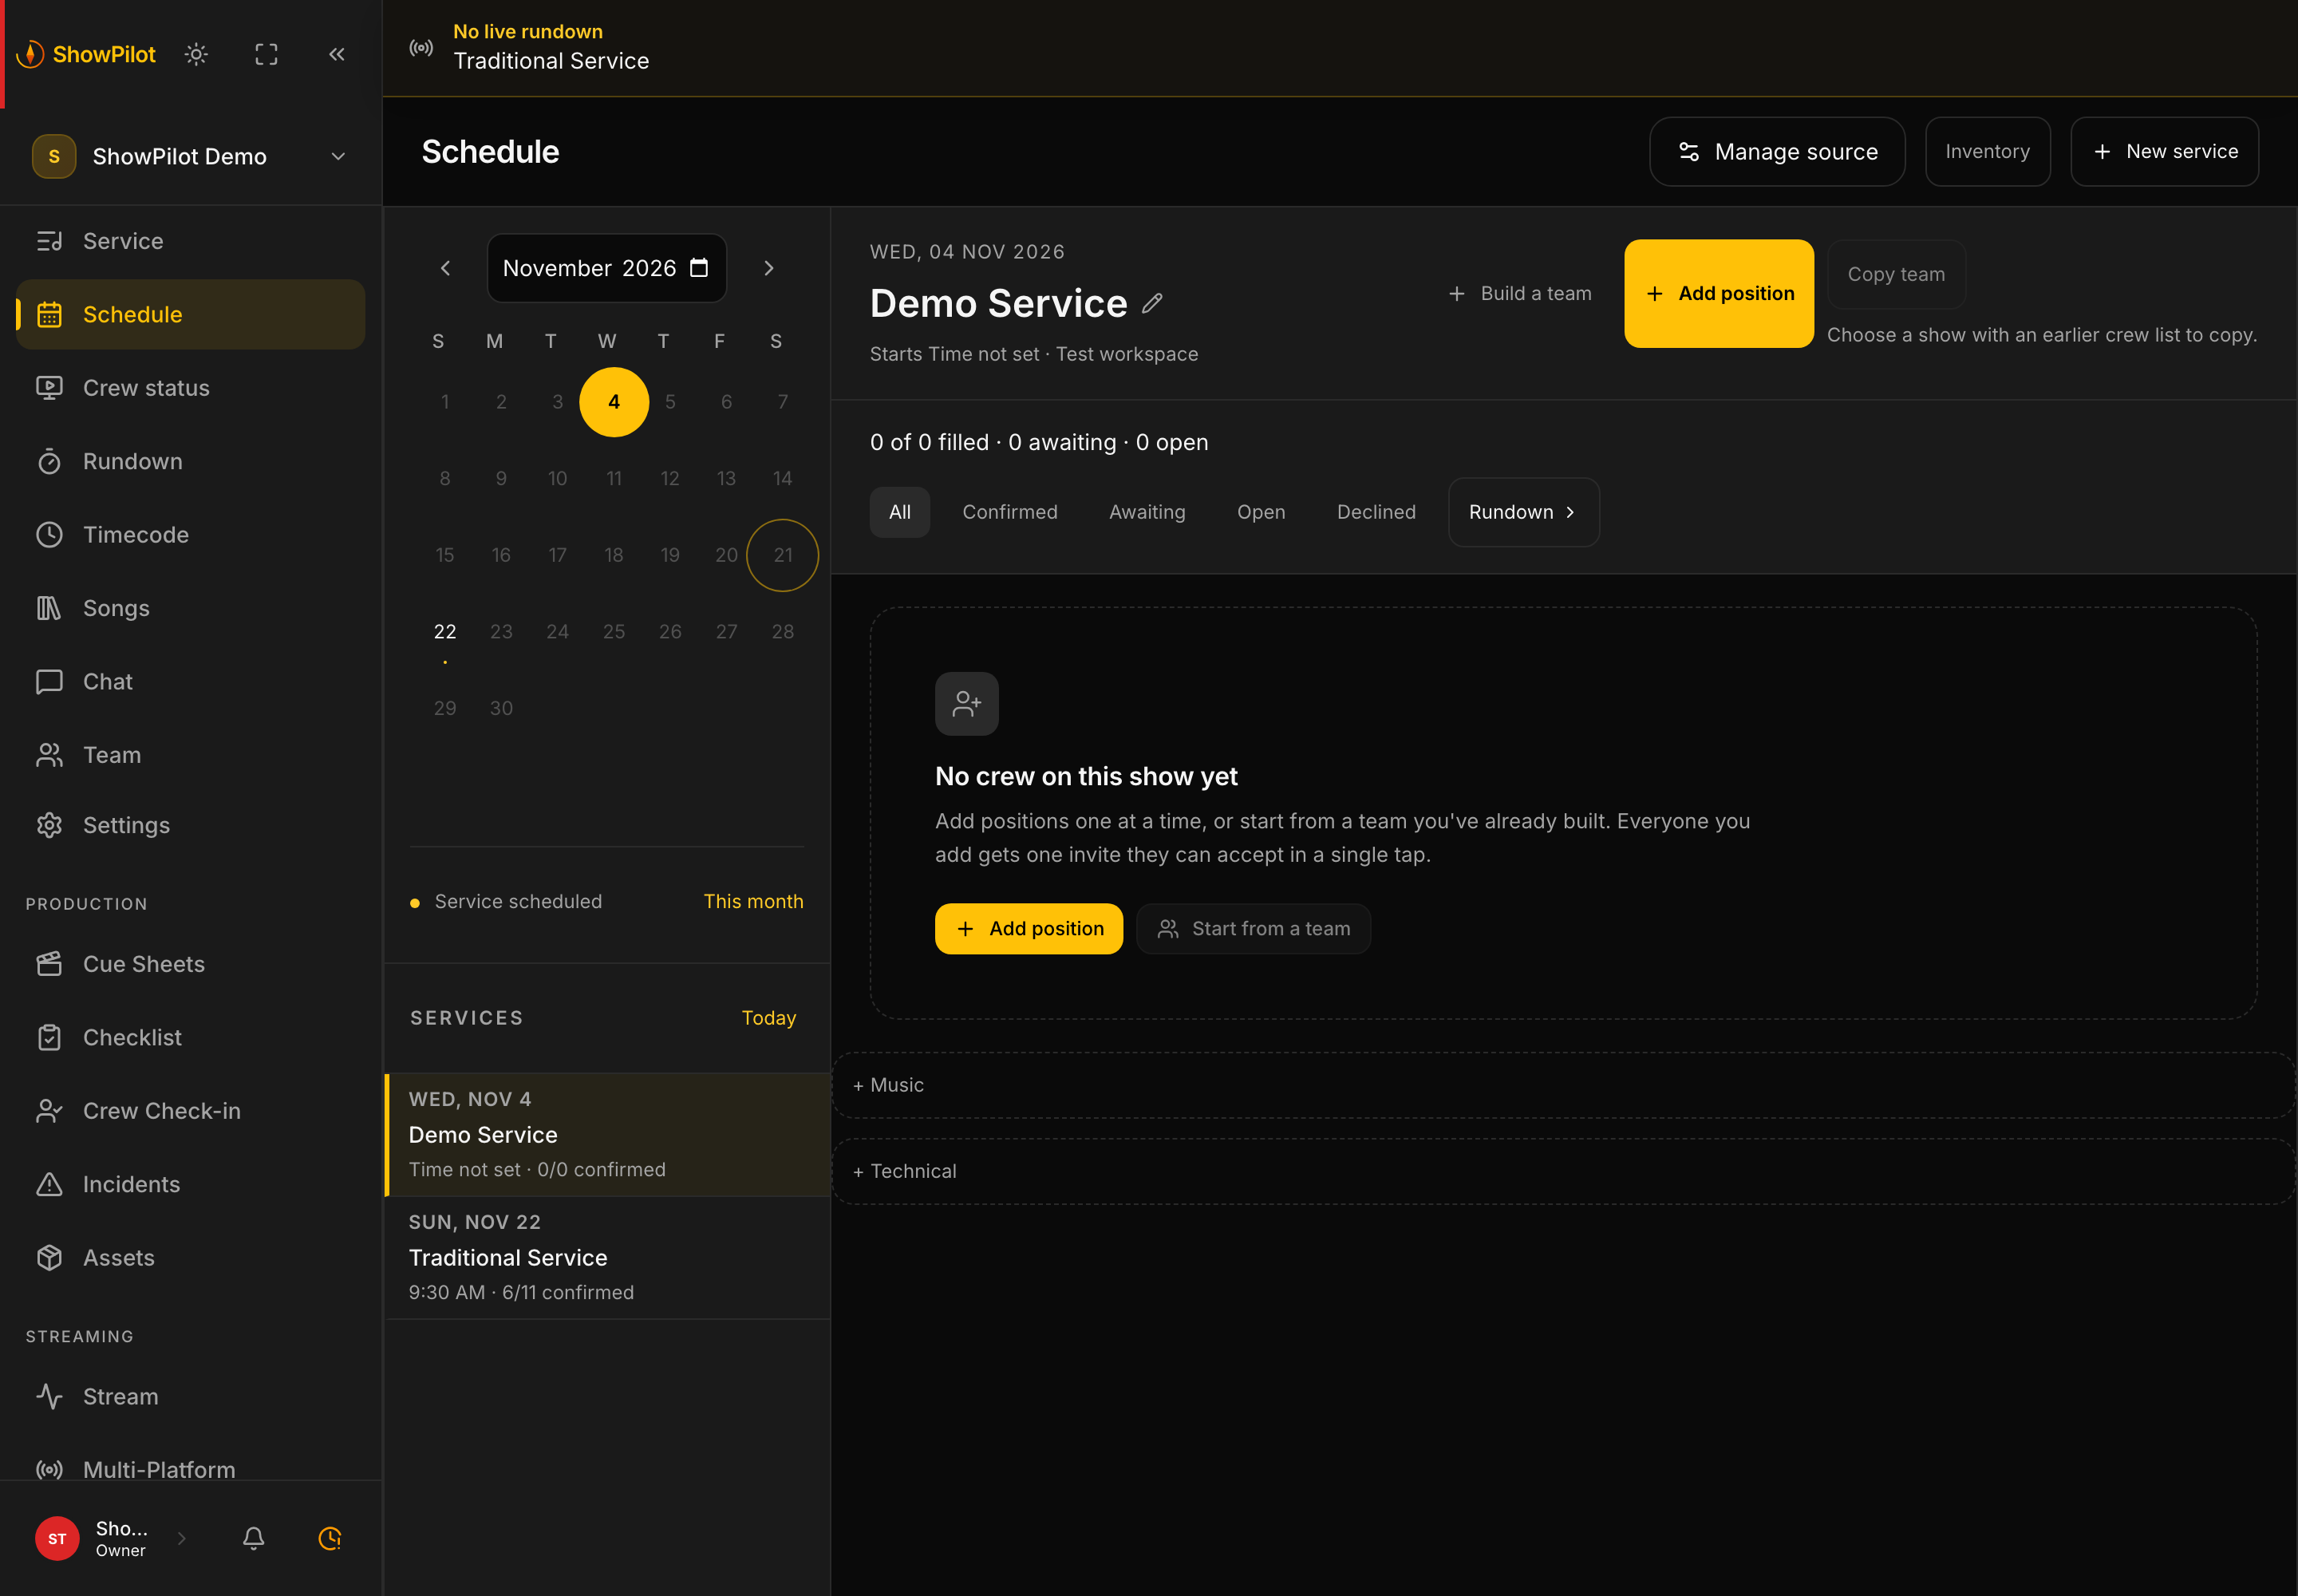 ShowPilot
S ShowPilot Demo
Service
Schedule
Crew status
Rundown
Timecode
Songs
Chat
Team
Settings
PRODUCTION
Cue Sheets
Checklist
Crew Check-in
Incidents
Assets
STREAMING
Stream
Multi-Platform
ST Sho...
Owner
No live rundown
Traditional Service
Schedule
Manage source
Inventory
+ New service
November 2026
S M T W T F S
1 2 3 4 5 6 7
8 9 10 11 12 13 14
15 16 17 18 19 20 21
22 23 24 25 26 27 28
29 30
Service scheduled This month
SERVICES Today
WED, NOV 4
Demo Service
Time not set · 0/0 confirmed
SUN, NOV 22
Traditional Service
9:30 AM · 6/11 confirmed
WED, 04 NOV 2026
Demo Service
Starts Time not set · Test workspace
+ Build a team
+ Add position
Copy team
Choose a show with an earlier crew list to copy.
0 of 0 filled · 0 awaiting · 0 open
All Confirmed Awaiting Open Declined Rundown
No crew on this show yet
Add positions one at a time, or start from a team you've already built. Everyone you
add gets one invite they can accept in a single tap.
+ Add position
Start from a team
+ Music
+ Technical